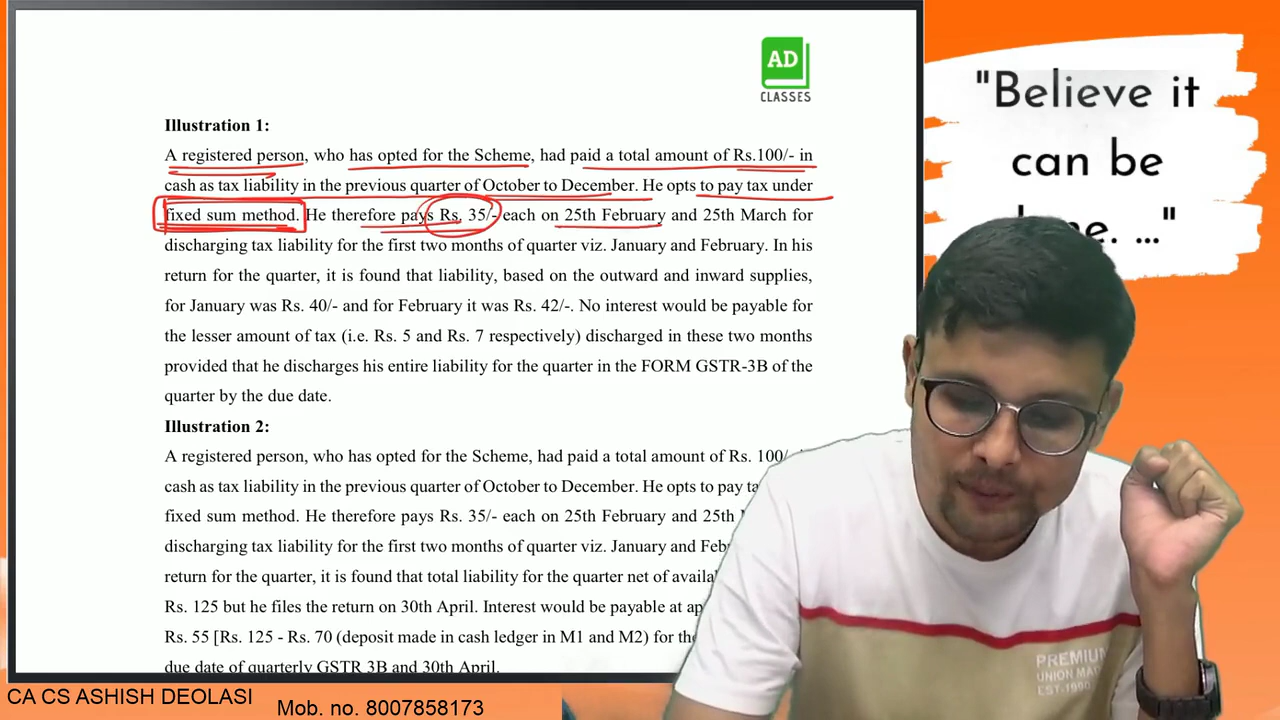 AD
CLASSES
"Believe it
can be
..."
Illustration 1:
A registered person, who has opted for the Scheme, had paid a total amount of Rs.100/- in
cash as tax liability in the previous quarter of October to December. He opts to pay tax under
fixed sum method. He therefore pays Rs. 35/- each on 25th February and 25th March for
discharging tax liability for the first two months of quarter viz. January and February. In his
return for the quarter, it is found that liability, based on the outward and inward supplies,
for January was Rs. 40/- and for February it was Rs. 42/-. No interest would be payable for
the lesser amount of tax (i.e. Rs. 5 and Rs. 7 respectively) discharged in these two months
provided that he discharges his entire liability for the quarter in the FORM GSTR-3B of the
quarter by the due date.
Illustration 2:
A registered person, who has opted for the Scheme, had paid a total amount of Rs. 100/
cash as tax liability in the previous quarter of October to December. He opts to pay
fixed sum method. He therefore pays Rs. 35/- each on 25th February and 25th
discharging tax liability for the first two months of quarter viz. January and
return for the quarter, it is found that total liability for the quarter net of
Rs. 125 but he files the return on 30th April. Interest would be payable at
Rs. 55 [Rs. 125 - Rs. 70 (deposit made in cash ledger in M1 and M2) for
due date of quarterly GSTR 3B and 30th April.
PREMIUM
UNION
EST-1990
CA CS ASHISH DEOLASI
Mob. no. 8007858173